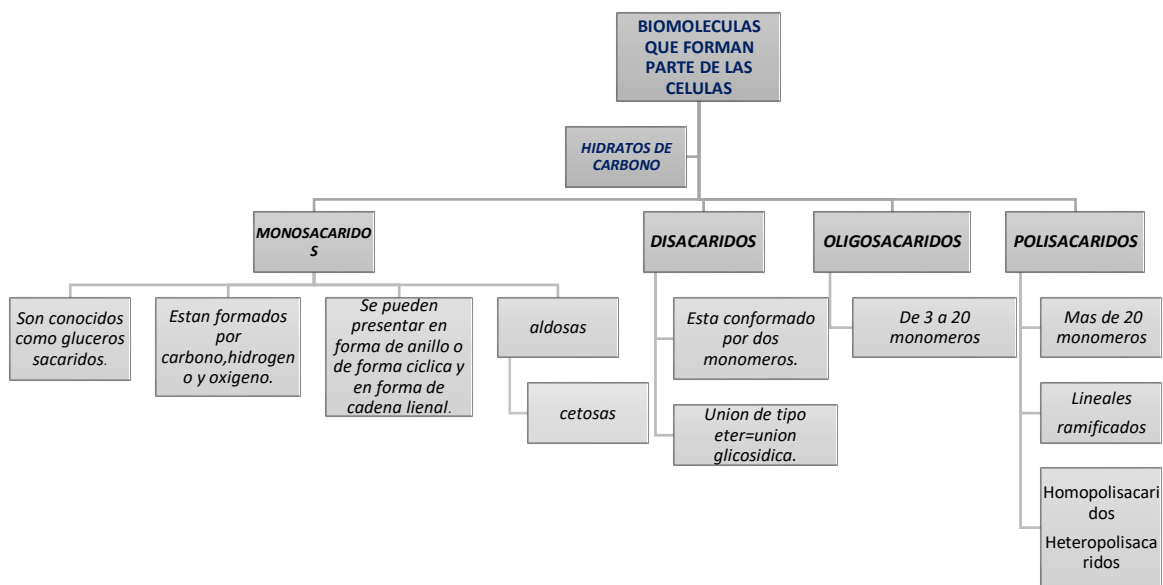 BIOMOLECULAS
QUE FORMAN
PARTE DE LAS
CELULAS
HIDRATOS DE
CARBONO
MONOSACARIDO
S
DISACARIDOS
OLIGOSACARIDOS
POLISACARIDOS
Son conocidos
como gluceros
sacaridos.
Estan formados
por
carbono,hidrogen
o y oxigeno.
Se pueden
presentar en
forma de anillo o
de forma ciclica y
en forma de
cadena lienal.
aldosas
cetosas
Esta conformado
por dos
monomeros.
Union de tipo
eter=union
glicosidica.
De 3 a 20
monomeros
Mas de 20
monomeros
Lineales
ramificados
Homopolisacari
dos
Heteropolisaca
ridos